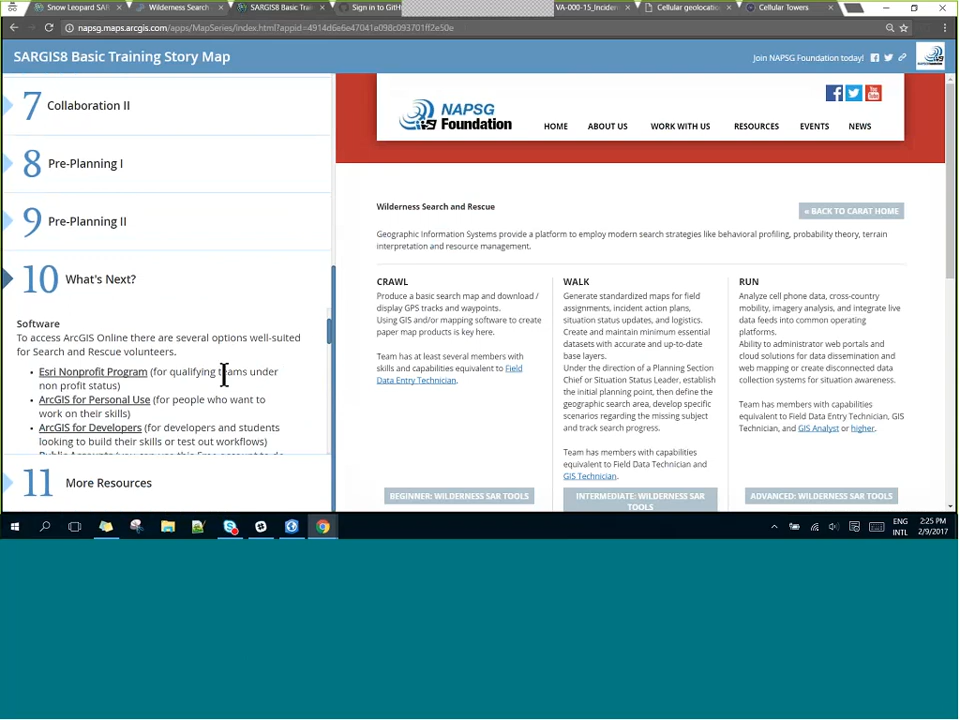 Snow Leopard SAR
Wilderness Search
SARGIS8 Basic Trai
Sign in to GitH
VA-000-15_Inciden
Cellular geolocatio
Cellular Towers
napsg.maps.arcgis.com/apps/MapSeries/index.html?appid=4914d6e6e47041e098c093701eff2e50e
SARGIS8 Basic Training Story Map
Join NAPSG Foundation today!
7 Collaboration II
8 Pre-Planning I
9 Pre-Planning II
10 What's Next?
Software
To access ArcGIS Online there are several options well-suited
for Search and Rescue volunteers.
• Esri Nonprofit Program (for qualifying teams under
non profit status)
• ArcGIS for Personal Use (for people who want to
work on their skills)
• ArcGIS for Developers (for developers and students
looking to build their skills or test out workflows)
11 More Resources
NAPSG
Foundation
HOME ABOUT US WORK WITH US RESOURCES EVENTS NEWS
You
Wilderness Search and Rescue
« BACK TO CARAT HOME
Geographic Information Systems provide a platform to employ modern search strategies like behavioral profiling, probability theory, terrain
interpretation and resource management.
CRAWL
Produce a basic search map and download /
display GPS tracks and waypoints.
Using GIS and/or mapping software to create
paper map products is key here.
Team has at least several members with
skills and capabilities equivalent to Field
Data Entry Technician.
BEGINNER: WILDERNESS SAR TOOLS
WALK
Generate standardized maps for field
assignments, incident action plans,
situation status updates, and logistics.
Create and maintain minimum essential
datasets with accurate and up-to-date
base layers.
Under the direction of a Planning Section
Chief or Situation Status Leader, establish
the initial planning point, then define the
geographic search area, develop specific
scenarios regarding the missing subject
and track search progress.
Team has members with capabilities
equivalent to Field Data Technician and
GIS Technician.
INTERMEDIATE: WILDERNESS SAR
TOOLS
RUN
Analyze cell phone data, cross-country
mobility, imagery analysis, and integrate live
data feeds into common operating
platforms.
Ability to administrator web portals and
cloud solutions for data dissemination and
web mapping or create disconnected data
collection systems for situation awareness.
Team has members with capabilities
equivalent to Field Data Technician, GIS
Technician, and GIS Analyst or higher.
ADVANCED: WILDERNESS SAR TOOLS
ENG
INTL
2:25 PM
2/9/2017